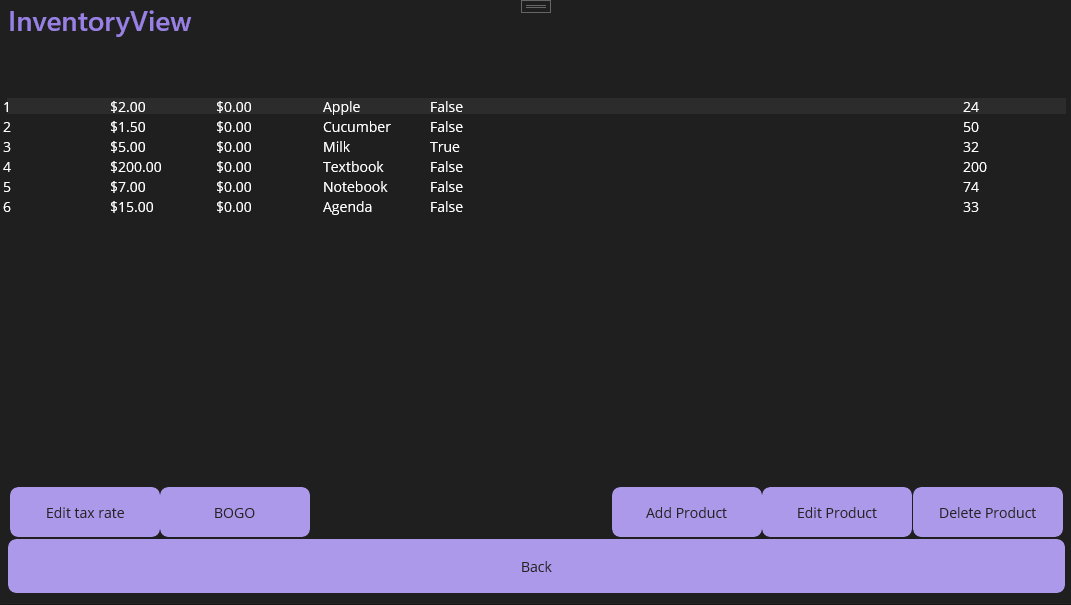 InventoryView
1 $2.00 $0.00 Apple False 24
2 $1.50 $0.00 Cucumber False 50
3 $5.00 $0.00 Milk True 32
4 $200.00 $0.00 Textbook False 200
5 $7.00 $0.00 Notebook False 74
6 $15.00 $0.00 Agenda False 33
Edit tax rate BOGO Add Product Edit Product Delete Product
Back